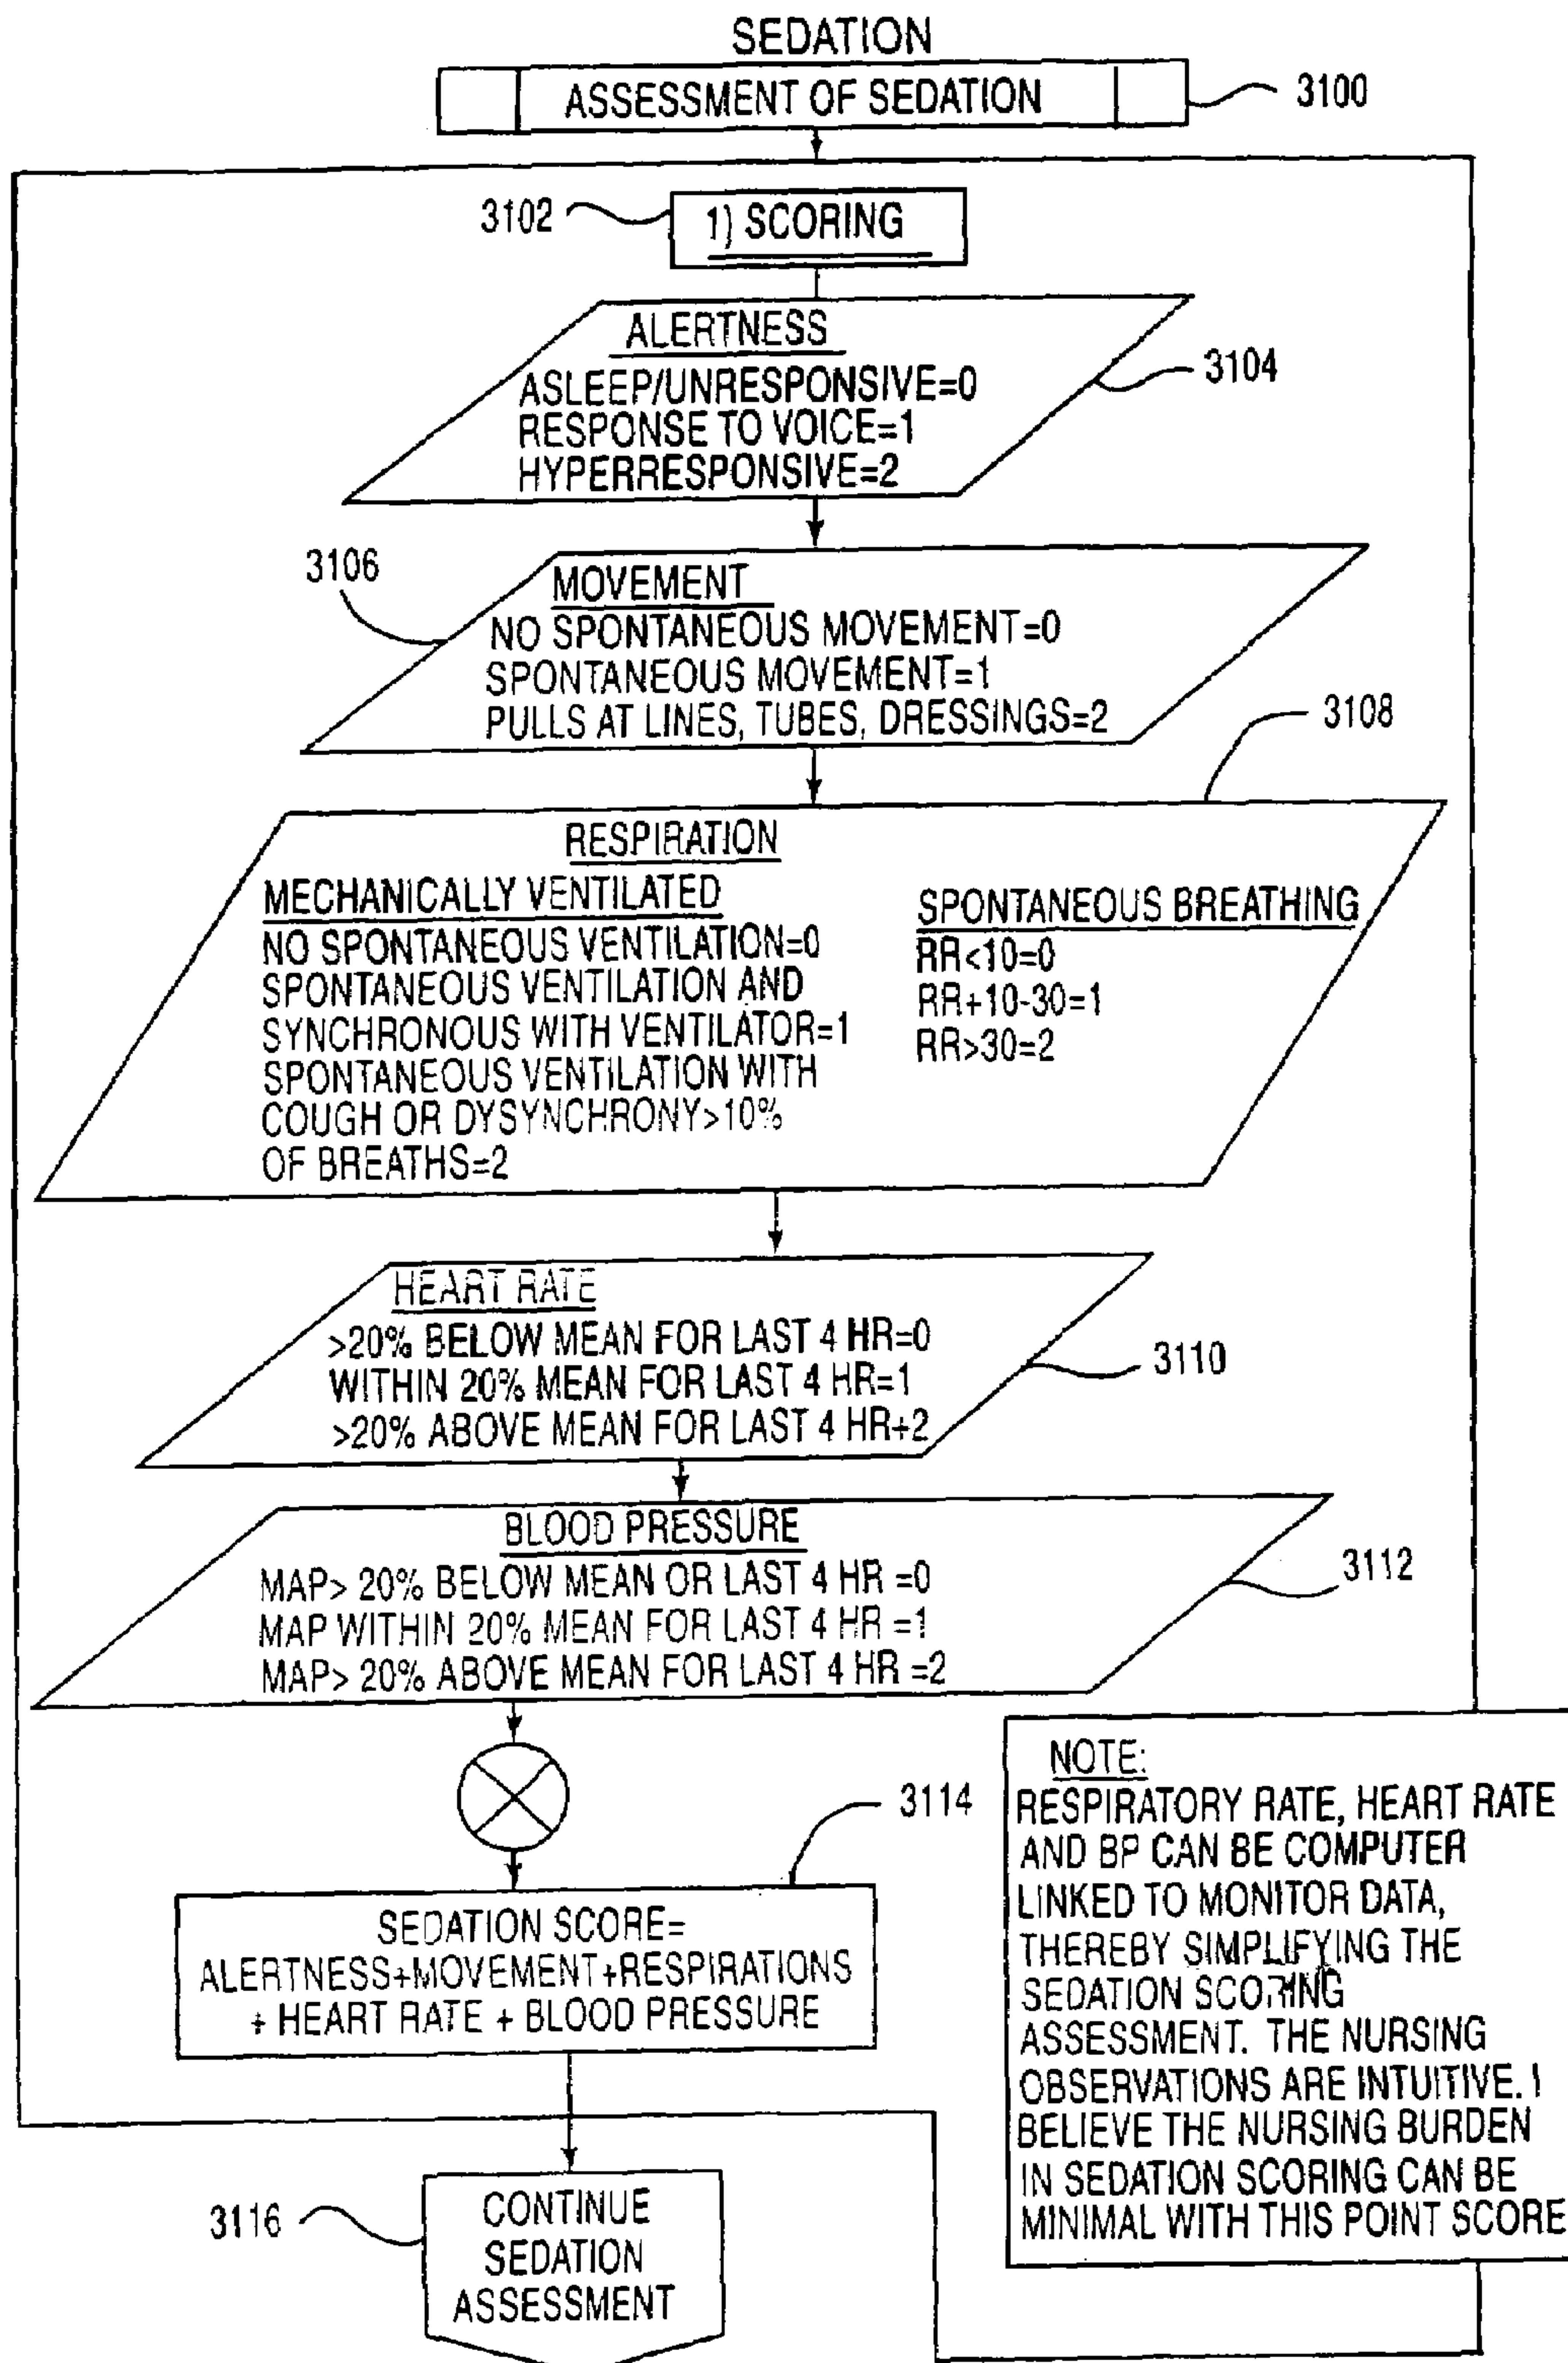 SEDATION
ASSESSMENT OF SEDATION
3100
3102
1) SCORING
ALERTNESS
ASLEEP/UNRESPONSIVE=0
RESPONSE TO VOICE=1
HYPERRESPONSIVE=2
3104
3106
MOVEMENT
NO SPONTANEOUS MOVEMENT=0
SPONTANEOUS MOVEMENT=1
PULLS AT LINES, TUBES, DRESSINGS=2
3108
RESPIRATION
MECHANICALLY VENTILATED
NO SPONTANEOUS VENTILATION=0
SPONTANEOUS VENTILATION AND
SYNCHRONOUS WITH VENTILATOR=1
SPONTANEOUS VENTILATION WITH
COUGH OR DYSYNCHRONY>10%
OF BREATHS=2
SPONTANEOUS BREATHING
RR<10=0
RR+10-30=1
RR>30=2
HEART RATE
>20% BELOW MEAN FOR LAST 4 HR=0
WITHIN 20% MEAN FOR LAST 4 HR=1
>20% ABOVE MEAN FOR LAST 4 HR+2
3110
BLOOD PRESSURE
MAP> 20% BELOW MEAN OR LAST 4 HR =0
MAP WITHIN 20% MEAN FOR LAST 4 HR =1
MAP> 20% ABOVE MEAN FOR LAST 4 HR =2
3112
3114
SEDATION SCORE=
ALERTNESS+MOVEMENT+RESPIRATIONS
+ HEART RATE + BLOOD PRESSURE
NOTE:
RESPIRATORY RATE, HEART RATE
AND BP CAN BE COMPUTER
LINKED TO MONITOR DATA,
THEREBY SIMPLIFYING THE
SEDATION SCORING
ASSESSMENT. THE NURSING
OBSERVATIONS ARE INTUITIVE. I
BELIEVE THE NURSING BURDEN
IN SEDATION SCORING CAN BE
MINIMAL WITH THIS POINT SCORE
3116
CONTINUE
SEDATION
ASSESSMENT